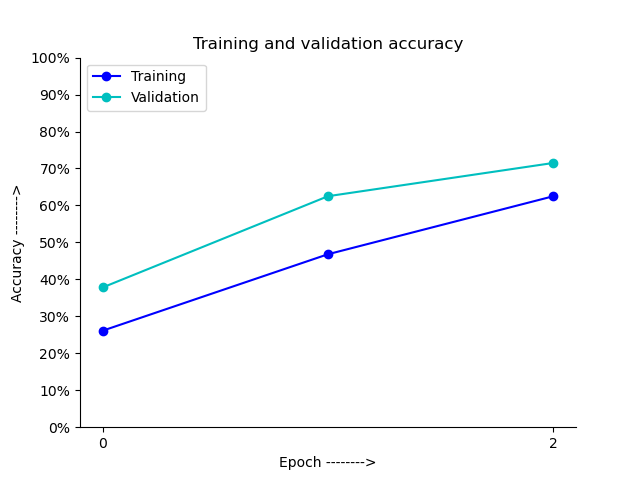 Training and validation accuracy
100%
90%
80%
70%
60%
50%
40%
30%
20%
10%
0%
Training
Validation
Accuracy -------->
0
2
Epoch -------->